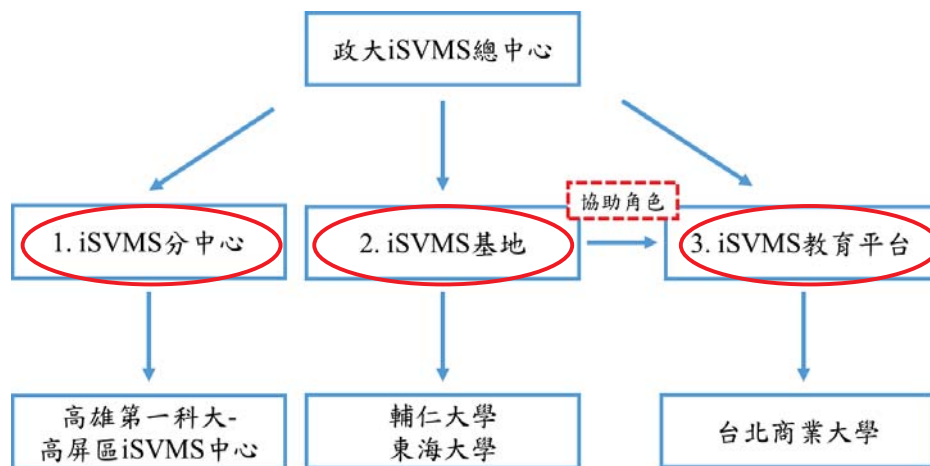 政大iSVMS總中心
協助角色
1. iSVMS分中心
2. iSVMS基地
3. iSVMS教育平台
高雄第一科大-
高屏區iSVMS中心
輔仁大學
東海大學
台北商業大學